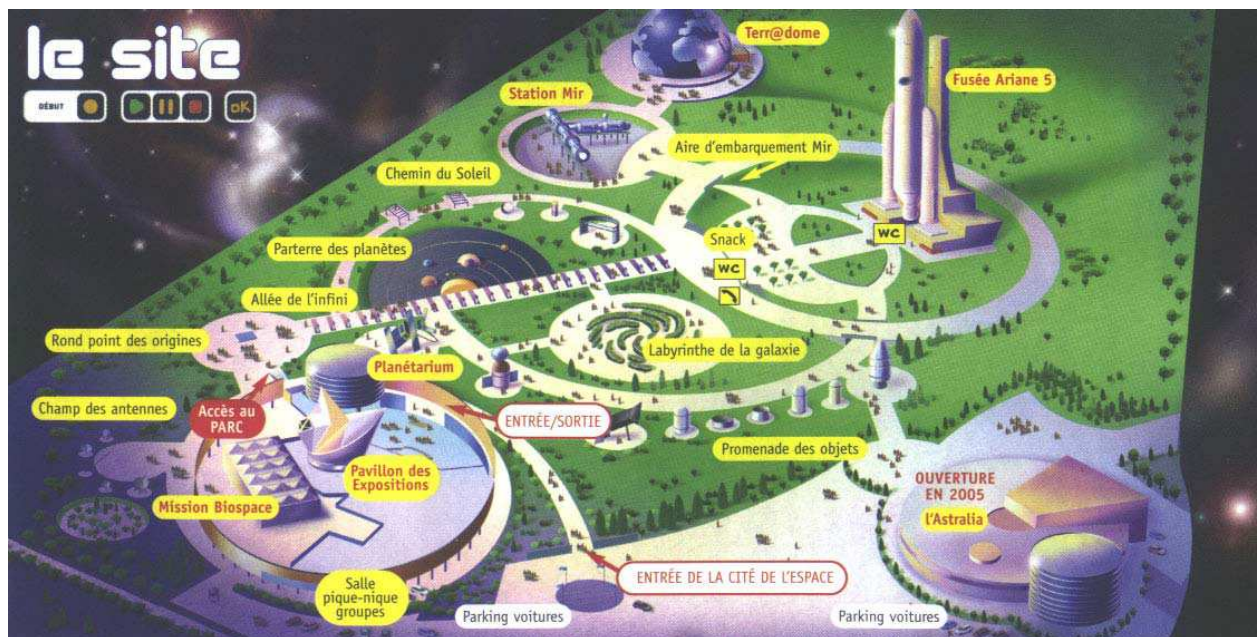 le site
DÉBUT
OK
Terr@dome
Fusée Ariane 5
Station Mir
Aire d'embarquement Mir
Chemin du Soleil
Snack
WC
WC
Parterre des planètes
Allée de l'infini
Rond point des origines
Labyrinthe de la galaxie
Planétarium
Champ des antennes
Accès au
PARC
ENTRÉE/SORTIE
Promenade des objets
Pavillon des
Expositions
Mission Biospace
OUVERTURE
EN 2005
l'Astralia
ENTRÉE DE LA CITÉ DE L'ESPACE
Salle
pique-nique
groupes
Parking voitures
Parking voitures